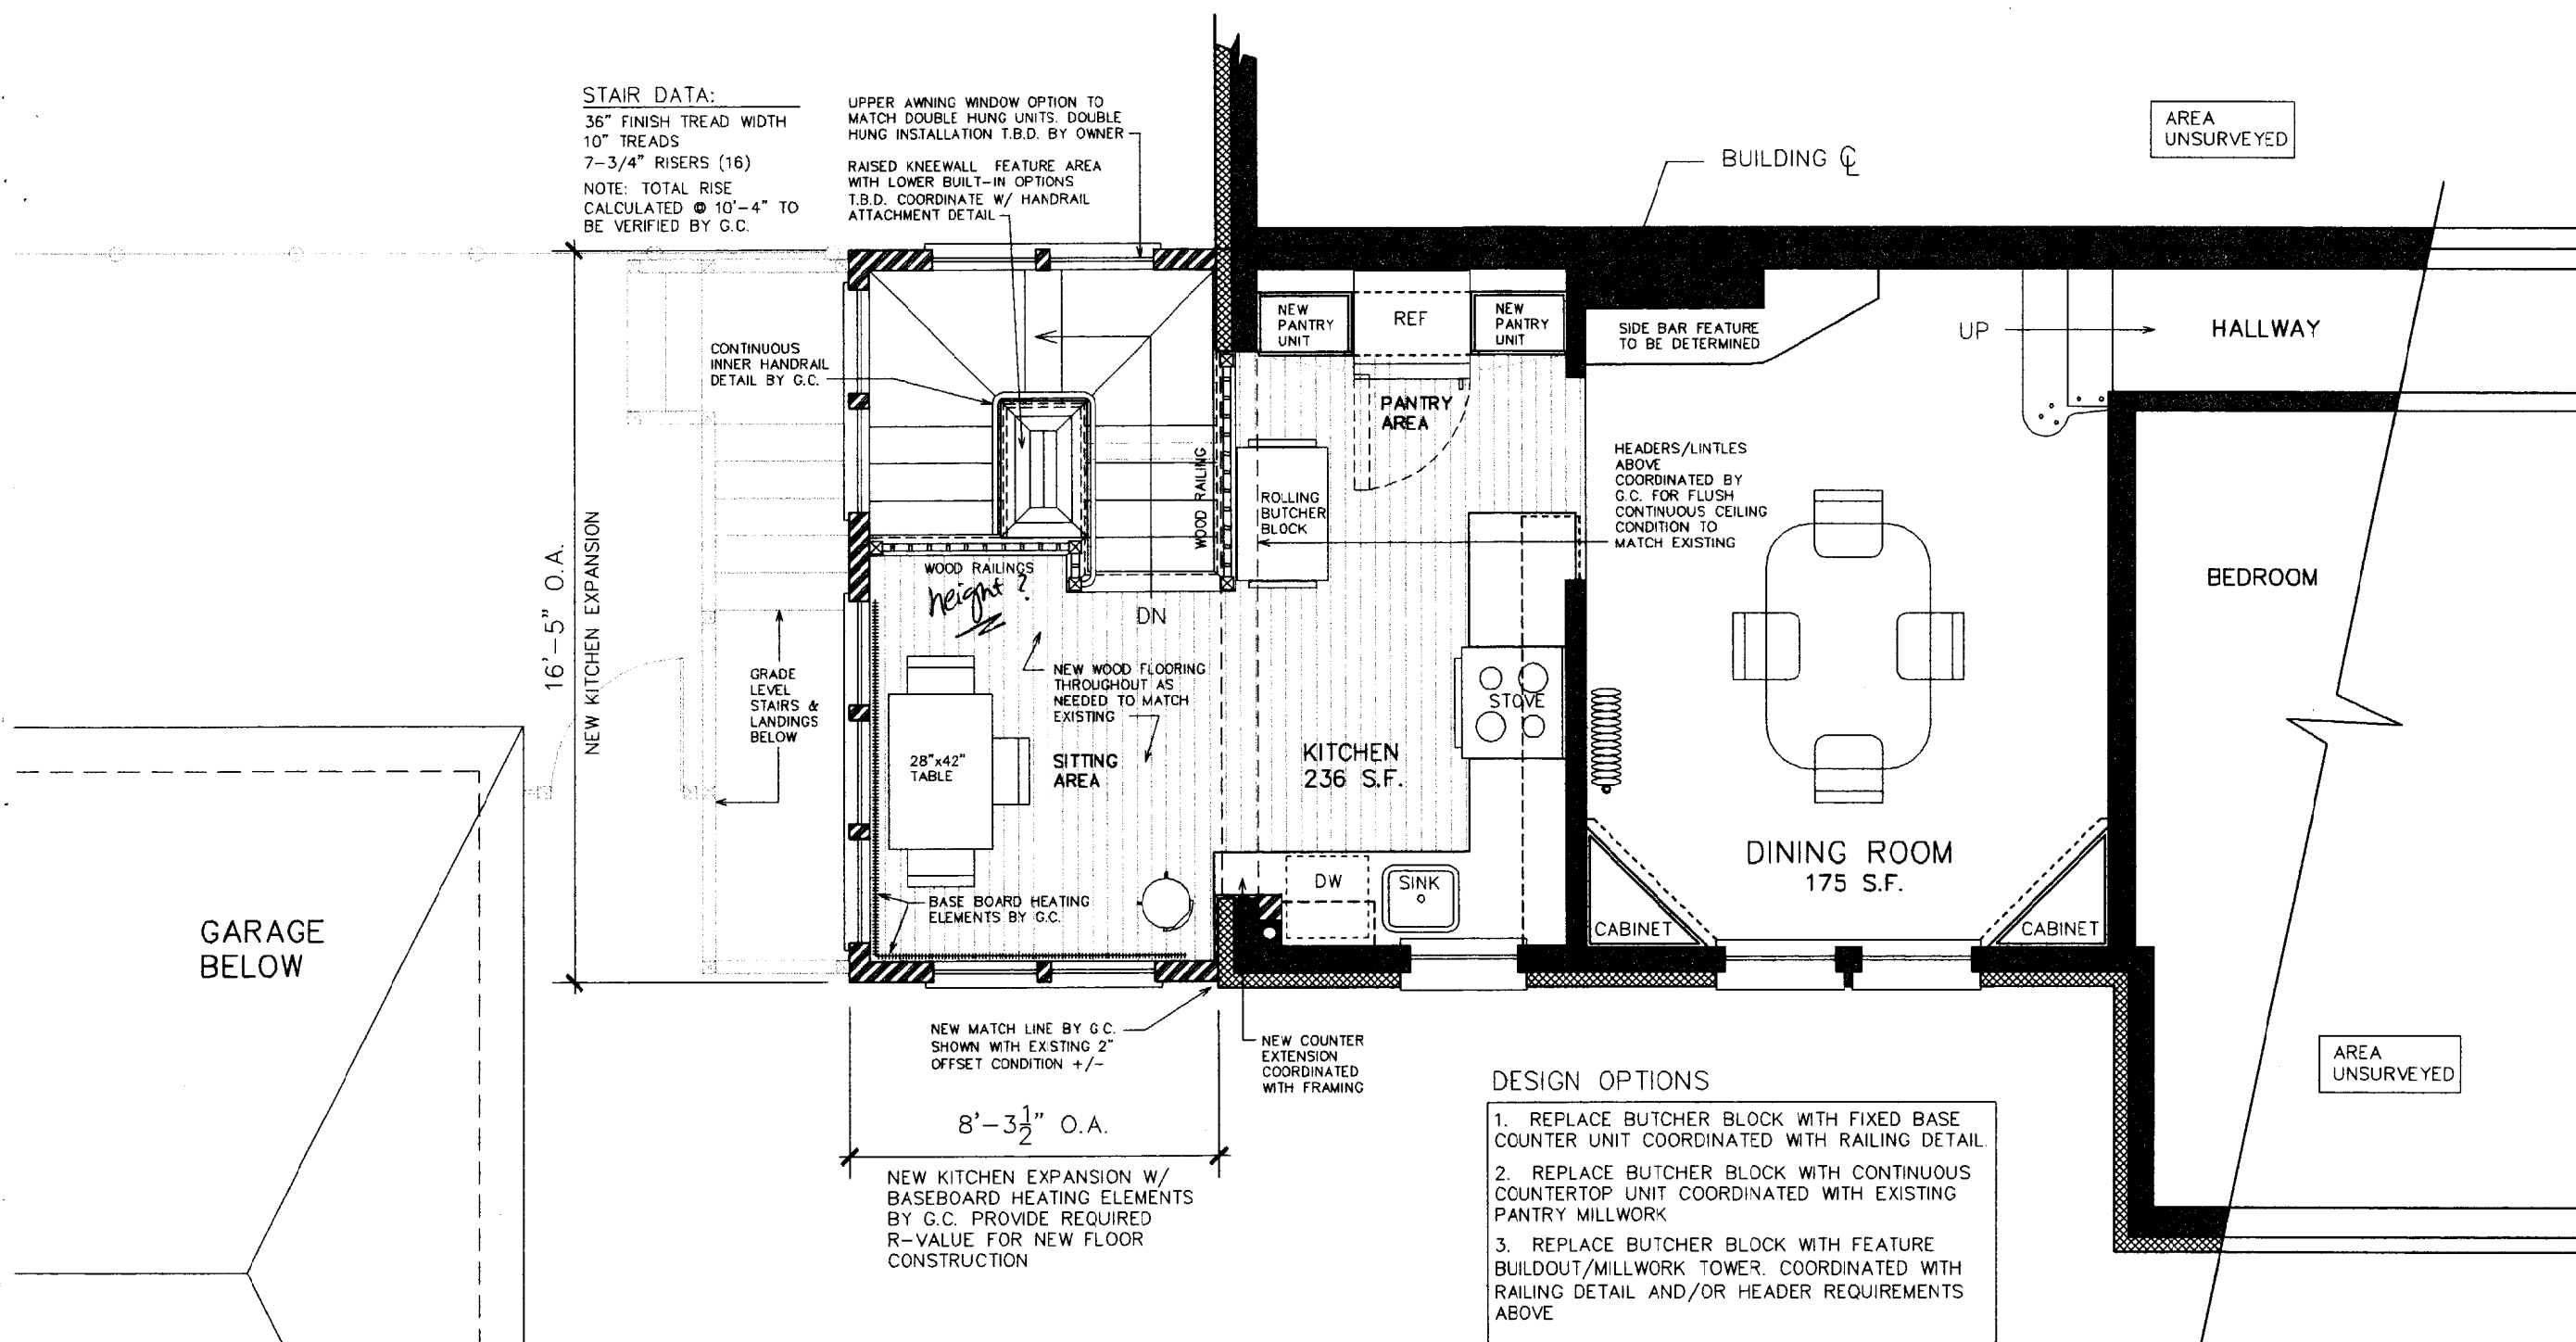 STAIR DATA:
36" FINISH TREAD WIDTH
10" TREADS
7-3/4" RISERS (16)
NOTE: TOTAL RISE
CALCULATED @ 10'-4" TO
BE VERIFIED BY G.C.
UPPER AWNING WINDOW OPTION TO
MATCH DOUBLE HUNG UNITS. DOUBLE
HUNG INSTALLATION T.B.D. BY OWNER
RAISED KNEEWALL FEATURE AREA
WITH LOWER BUILT-IN OPTIONS
T.B.D. COORDINATE W/ HANDRAIL
ATTACHMENT DETAIL
BUILDING ℄
AREA
UNSURVEYED
CONTINUOUS
INNER HANDRAIL
DETAIL BY G.C.
NEW
PANTRY
UNIT
REF
NEW
PANTRY
UNIT
SIDE BAR FEATURE
TO BE DETERMINED
UP
HALLWAY
PANTRY
AREA
WOOD RAILING
ROLLING
BUTCHER
BLOCK
HEADERS/LINTLES
ABOVE
COORDINATED BY
G.C. FOR FLUSH
CONTINUOUS CEILING
CONDITION TO
MATCH EXISTING
16'-5" O.A.
NEW KITCHEN EXPANSION
WOOD RAILINGS
height?
DN
BEDROOM
GRADE
LEVEL
STAIRS &
LANDINGS
BELOW
NEW WOOD FLOORING
THROUGHOUT AS
NEEDED TO MATCH
EXISTING
28"x42"
TABLE
SITTING
AREA
STOVE
KITCHEN
236 S.F.
DINING ROOM
175 S.F.
BASE BOARD HEATING
ELEMENTS BY G.C.
DW
SINK
CABINET
CABINET
GARAGE
BELOW
NEW MATCH LINE BY G.C.
SHOWN WITH EXISTING 2"
OFFSET CONDITION +/-
NEW COUNTER
EXTENSION
COORDINATED
WITH FRAMING
AREA
UNSURVEYED
8'-3½" O.A.
NEW KITCHEN EXPANSION W/
BASEBOARD HEATING ELEMENTS
BY G.C. PROVIDE REQUIRED
R-VALUE FOR NEW FLOOR
CONSTRUCTION
DESIGN OPTIONS
1. REPLACE BUTCHER BLOCK WITH FIXED BASE
COUNTER UNIT COORDINATED WITH RAILING DETAIL.
2. REPLACE BUTCHER BLOCK WITH CONTINUOUS
COUNTERTOP UNIT COORDINATED WITH EXISTING
PANTRY MILLWORK
3. REPLACE BUTCHER BLOCK WITH FEATURE
BUILDOUT/MILLWORK TOWER. COORDINATED WITH
RAILING DETAIL AND/OR HEADER REQUIREMENTS
ABOVE